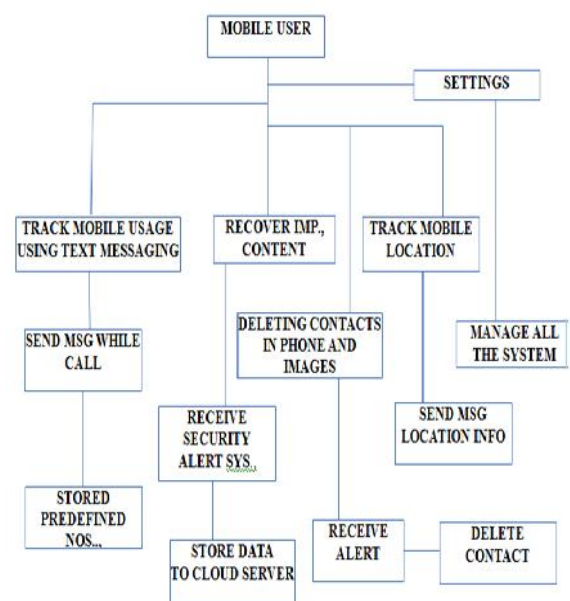 MOBILE USER
SETTINGS
TRACK MOBILE USAGE
USING TEXT MESSAGING
RECOVER IMP.,
CONTENT
TRACK MOBILE
LOCATION
SEND MSG WHILE
CALL
DELETING CONTACTS
IN PHONE AND
IMAGES
MANAGE ALL
THE SYSTEM
RECEIVE
SECURITY
ALERT SYS..
SEND MSG
LOCATION INFO
STORED
PREDEFINED
NOS..,
STORE DATA
TO CLOUD SERVER
RECEIVE
ALERT
DELETE
CONTACT